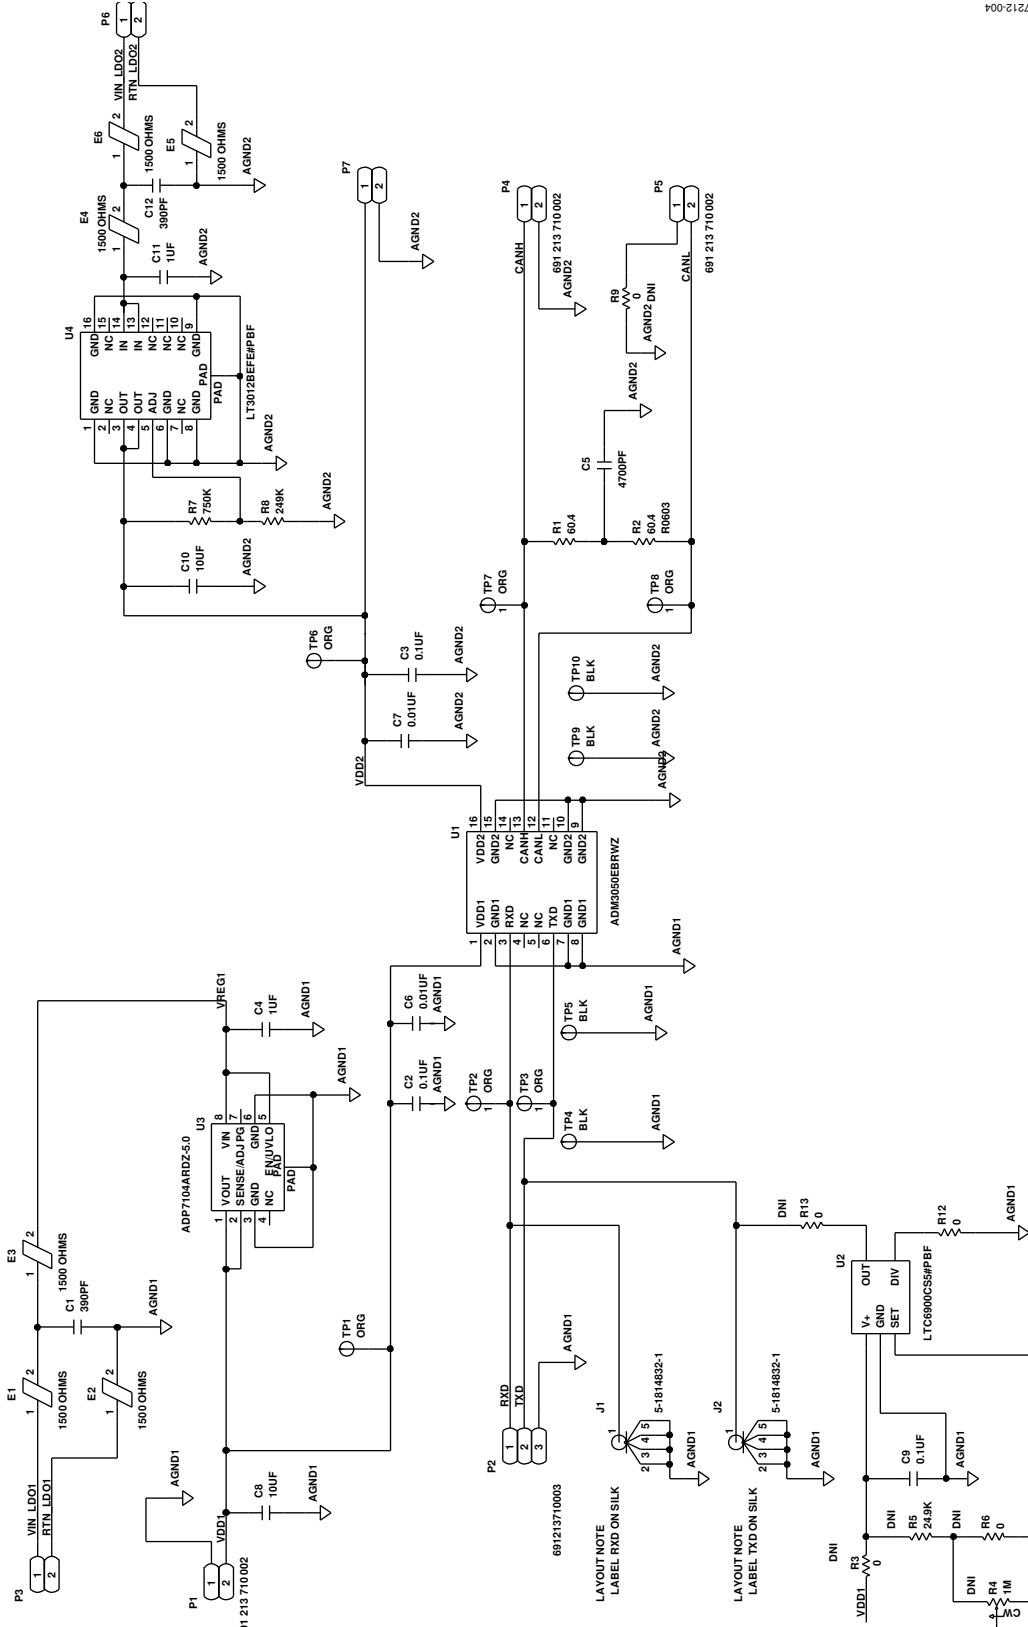 P3
1
2
VIN_LDO1
RTN_LDO1
E1
1
2
1500 OHMS
E2
1
2
1500 OHMS
C1
390PF
AGND1
E3
1
2
1500 OHMS
VREG1
P1
1
2
AGND1
VDD1
C8
10UF
AGND1
ADP7104ARDZ-5.0
U3
1
2
3
4
VOUT
SENSE/ADJ
GND
NC
VIN
PG
GND
EN/UVLO
PAD
PAD
8
7
6
5
AGND1
C4
1UF
AGND1
TP1
ORG
C2
0.1UF
AGND1
C6
0.01UF
AGND1
P2
1
2
3
691213710003
RXD
TXD
AGND1
TP2
ORG
1
TP3
ORG
1
TP4
BLK
AGND1
TP5
BLK
AGND1
AGND1
U1
1
2
3
4
5
6
7
8
VDD1
GND1
RXD
NC
NC
TXD
GND1
GND1
VDD2
GND2
NC
CANH
CANL
NC
GND2
GND2
16
15
14
13
12
11
10
9
ADM3050EBRWZ
AGND2
TP9
BLK
AGND2
TP10
BLK
AGND2
VDD2
C7
0.01UF
AGND2
C3
0.1UF
AGND2
TP6
ORG
C10
10UF
AGND2
R7
750K
R8
249K
AGND2
U4
1
2
3
4
5
6
7
8
GND
NC
OUT
OUT
ADJ
GND
NC
GND
PAD
PAD
GND
NC
IN
IN
NC
NC
NC
GND
16
15
14
13
12
11
10
9
LT3012BEFE#PBF
AGND2
C11
1UF
AGND2
E4
1
2
1500 OHMS
C12
390PF
E6
1
2
1500 OHMS
E5
1
2
1500 OHMS
AGND2
VIN_LDO2
RTN_LDO2
P6
1
2
P7
1
2
AGND2
TP7
ORG
1
TP8
ORG
1
R1
60.4
R2
60.4
R0603
C5
4700PF
AGND2
CANH
P4
1
2
691 213 710 002
AGND2
R9
0
DNI
AGND2
CANL
P5
1
2
691 213 710 002
LAYOUT NOTE
LABEL RXD ON SILK
J1
1
2
3
4
5
5-1814832-1
AGND1
LAYOUT NOTE
LABEL TXD ON SILK
J2
1
2
3
4
5
5-1814832-1
AGND1
DNI
R13
0
U2
V+
GND
SET
OUT
DIV
LTC6900CS5#PBF
R12
0
AGND1
C9
0.1UF
AGND1
VDD1
DNI
R3
0
DNI
R5
24.9K
DNI
R6
0
DNI
R4
1M
CW